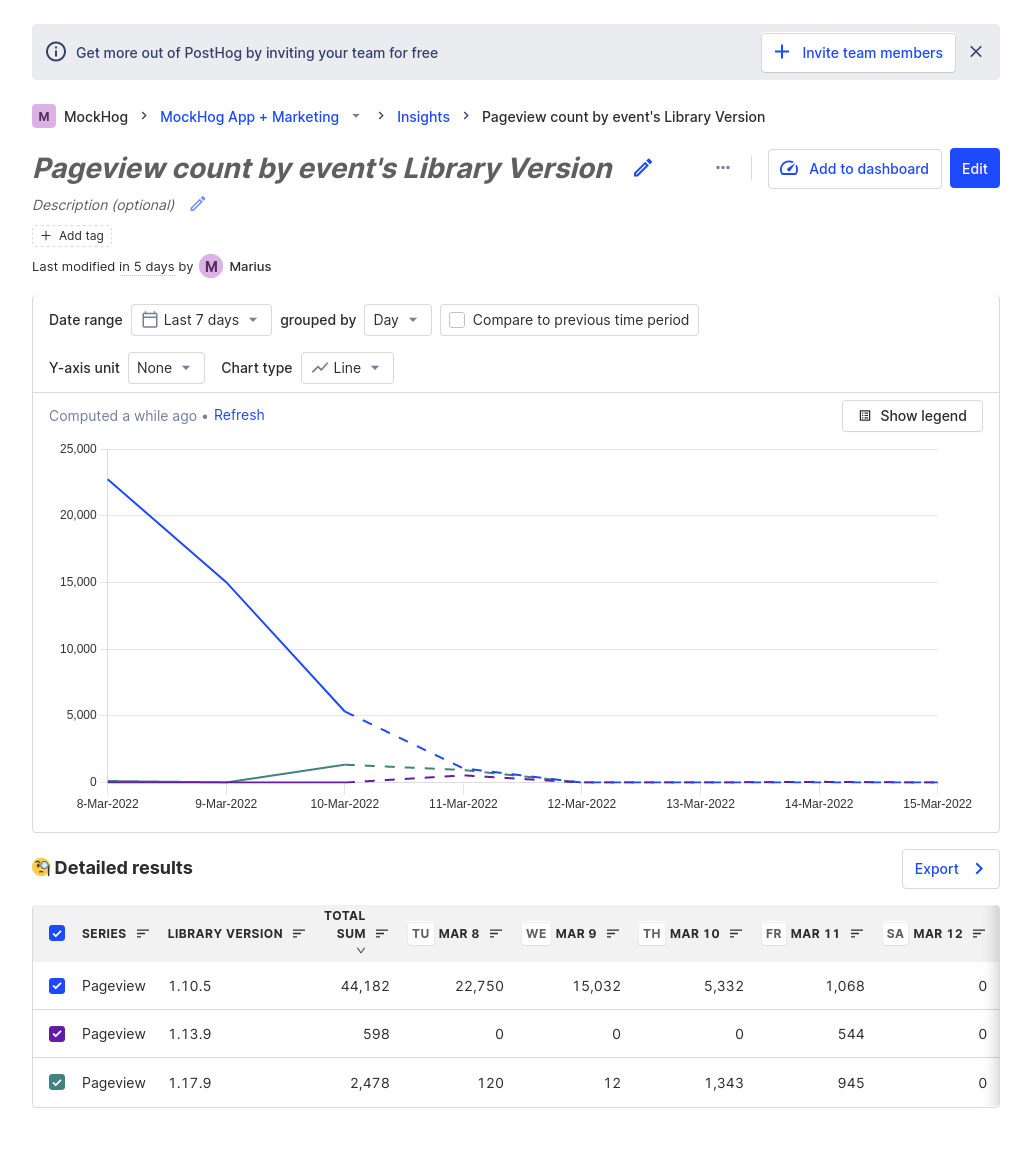 Get more out of PostHog by inviting your team for free
Invite team members
M MockHog MockHog App + Marketing Insights Pageview count by event's Library Version
Pageview count by event's Library Version
Add to dashboard
Edit
Description (optional)
Add tag
Last modified in 5 days by M Marius
Date range Last 7 days grouped by Day Compare to previous time period
Y-axis unit None Chart type Line
Computed a while ago • Refresh
Show legend
25,000
20,000
15,000
10,000
5,000
0
8-Mar-2022 9-Mar-2022 10-Mar-2022 11-Mar-2022 12-Mar-2022 13-Mar-2022 14-Mar-2022 15-Mar-2022
Detailed results
Export
SERIES LIBRARY VERSION TOTAL SUM TU MAR 8 WE MAR 9 TH MAR 10 FR MAR 11 SA MAR 12
Pageview 1.10.5 44,182 22,750 15,032 5,332 1,068 0
Pageview 1.13.9 598 0 0 0 544 0
Pageview 1.17.9 2,478 120 12 1,343 945 0